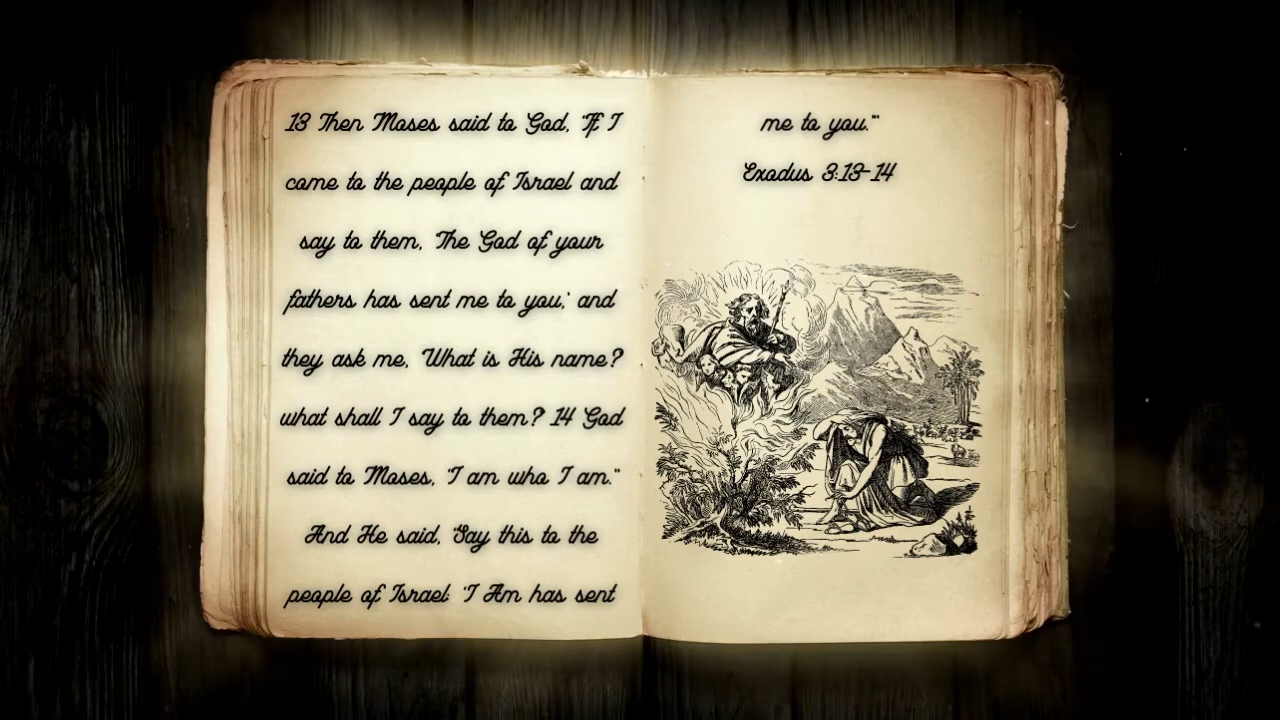 13 Then Moses said to God, "If I
come to the people of Israel and
say to them, 'The God of your
fathers has sent me to you,' and
they ask me, 'What is His name?'
what shall I say to them?" 14 God
said to Moses, "I am who I am."
And He said, "Say this to the
people of Israel: 'I Am has sent
me to you.'"
Exodus 3:13-14